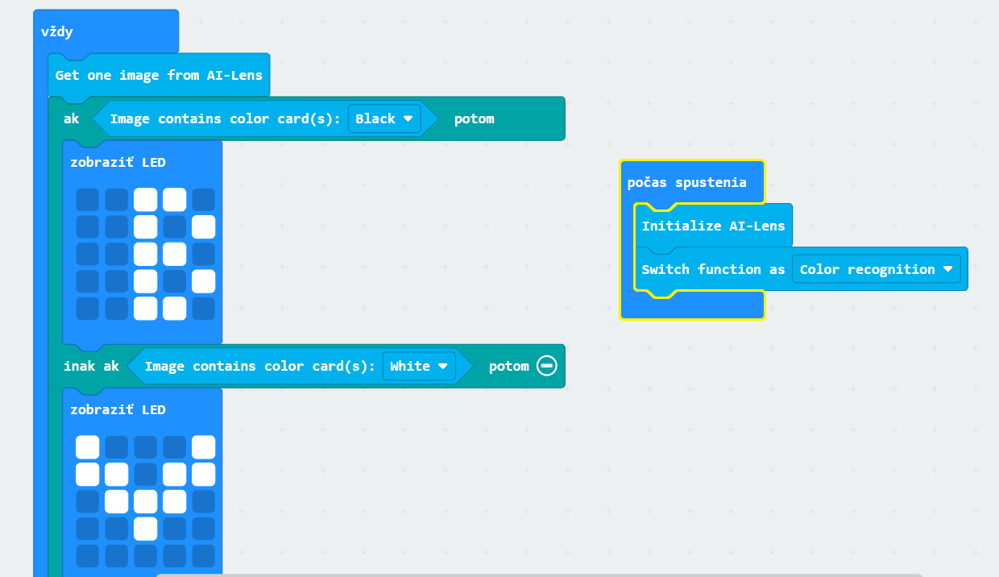 vždy
Get one image from AI-Lens
ak Image contains color card(s): Black potom
zobraziť LED
inak ak Image contains color card(s): White potom
zobraziť LED
počas spustenia
Initialize AI-Lens
Switch function as Color recognition